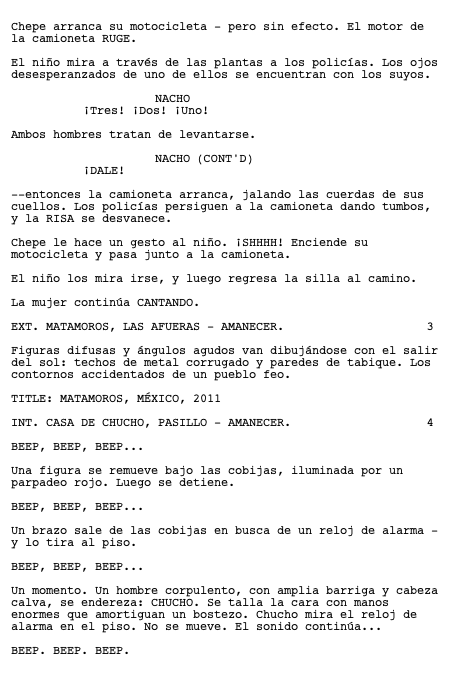 Chepe arranca su motocicleta – pero sin efecto. El motor de
la camioneta RUGE.
El niño mira a través de las plantas a los policías. Los ojos
desesperanzados de uno de ellos se encuentran con los suyos.
NACHO
¡Tres! ¡Dos! ¡Uno!
Ambos hombres tratan de levantarse.
NACHO (CONT'D)
¡DALE!
--entonces la camioneta arranca, jalando las cuerdas de sus
cuellos. Los policías persiguen a la camioneta dando tumbos,
y la RISA se desvanece.
Chepe le hace un gesto al niño. ¡SHHHH! Enciende su
motocicleta y pasa junto a la camioneta.
El niño los mira irse, y luego regresa la silla al camino.
La mujer continúa CANTANDO.
EXT. MATAMOROS, LAS AFUERAS – AMANECER. 3
Figuras difusas y ángulos agudos van dibujándose con el salir
del sol: techos de metal corrugado y paredes de tabique. Los
contornos accidentados de un pueblo feo.
TITLE: MATAMOROS, MÉXICO, 2011
INT. CASA DE CHUCHO, PASILLO – AMANECER. 4
BEEP, BEEP, BEEP...
Una figura se remueve bajo las cobijas, iluminada por un
parpadeo rojo. Luego se detiene.
BEEP, BEEP, BEEP...
Un brazo sale de las cobijas en busca de un reloj de alarma –
y lo tira al piso.
BEEP, BEEP, BEEP...
Un momento. Un hombre corpulento, con amplia barriga y cabeza
calva, se endereza: CHUCHO. Se talla la cara con manos
enormes que amortiguan un bostezo. Chucho mira el reloj de
alarma en el piso. No se mueve. El sonido continúa...
BEEP. BEEP. BEEP.